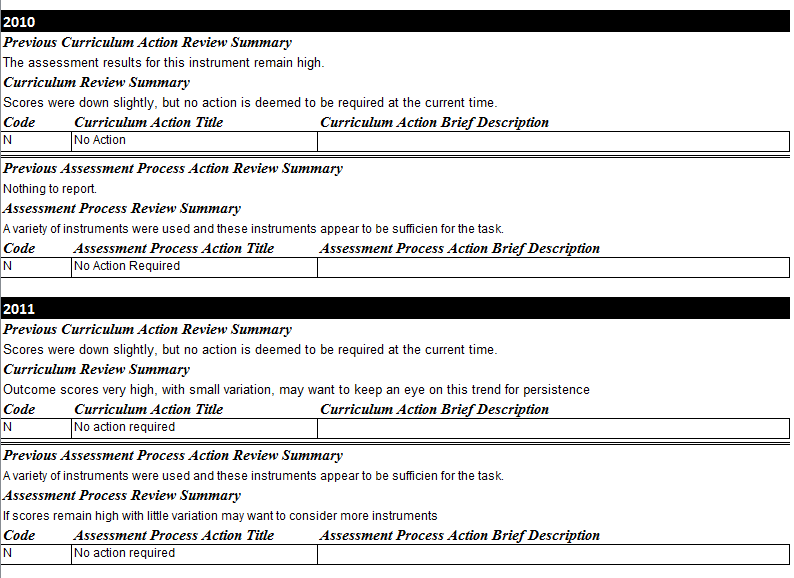 2010
Previous Curriculum Action Review Summary
The assessment results for this instrument remain high.
Curriculum Review Summary
Scores were down slightly, but no action is deemed to be required at the current time.
Code Curriculum Action Title Curriculum Action Brief Description
N No Action
Previous Assessment Process Action Review Summary
Nothing to report.
Assessment Process Review Summary
A variety of instruments were used and these instruments appear to be sufficien for the task.
Code Assessment Process Action Title Assessment Process Action Brief Description
N No Action Required
2011
Previous Curriculum Action Review Summary
Scores were down slightly, but no action is deemed to be required at the current time.
Curriculum Review Summary
Outcome scores very high, with small variation, may want to keep an eye on this trend for persistence
Code Curriculum Action Title Curriculum Action Brief Description
N No action required
Previous Assessment Process Action Review Summary
A variety of instruments were used and these instruments appear to be sufficien for the task.
Assessment Process Review Summary
If scores remain high with little variation may want to consider more instruments
Code Assessment Process Action Title Assessment Process Action Brief Description
N No action required